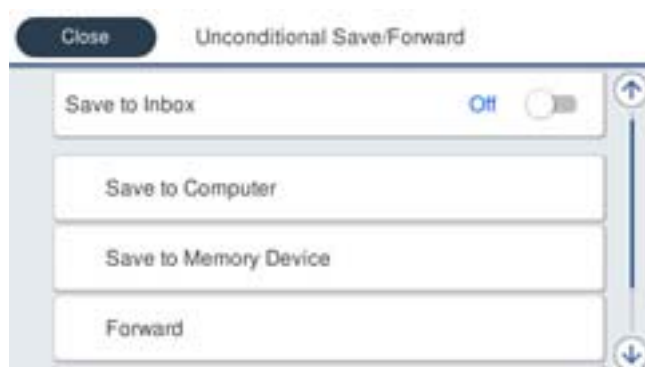 Close Unconditional Save/Forward
Save to Inbox Off
Save to Computer
Save to Memory Device
Forward